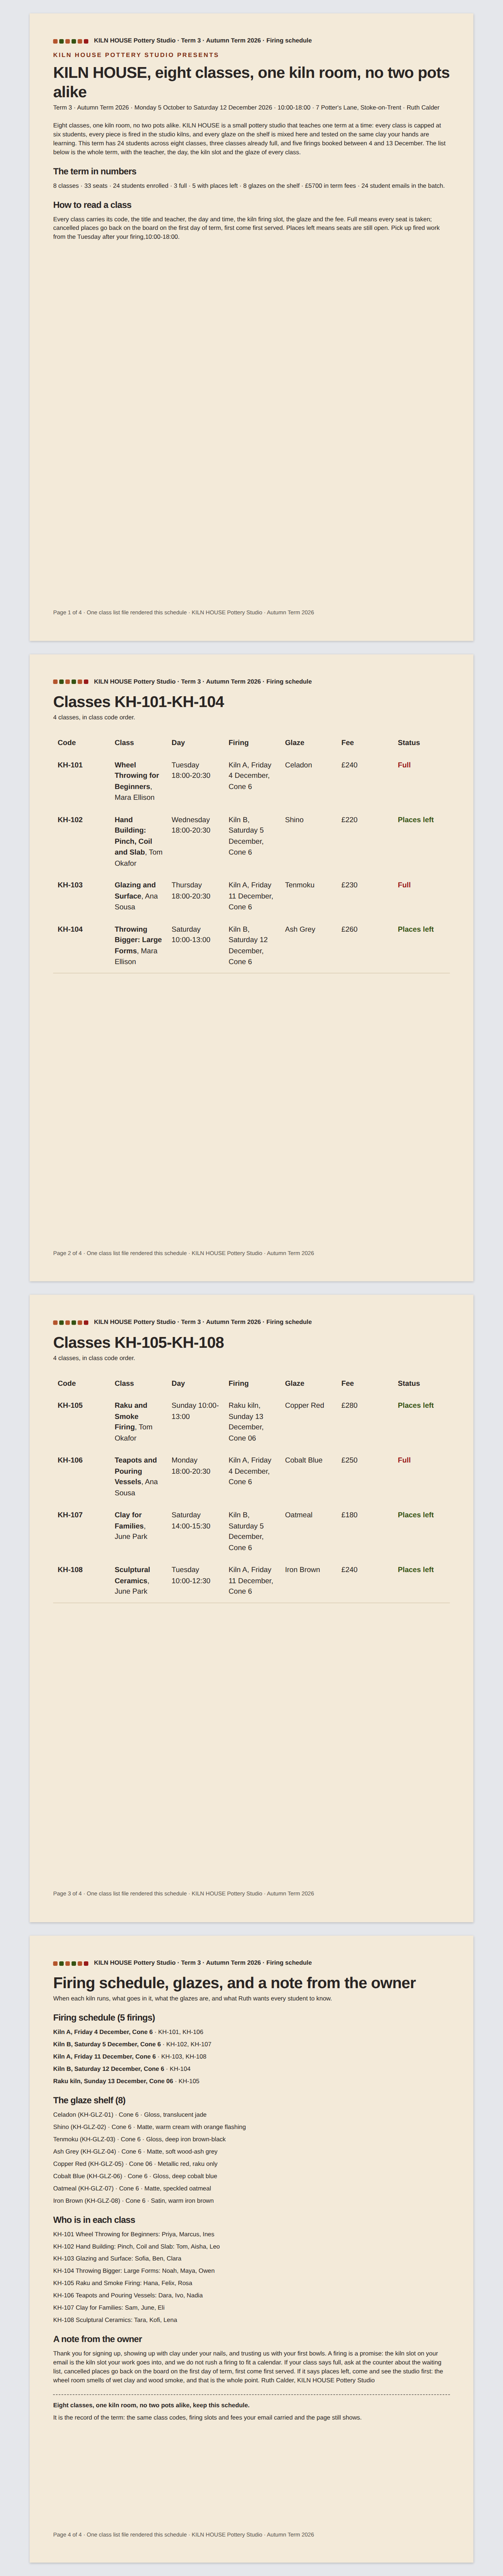 KILN HOUSE Pottery Studio · Term 3 · Autumn Term 2026 · Firing schedule
KILN HOUSE POTTERY STUDIO PRESENTS
KILN HOUSE, eight classes, one kiln room, no two pots
alike
Term 3 · Autumn Term 2026 · Monday 5 October to Saturday 12 December 2026 · 10:00-18:00 · 7 Potter's Lane, Stoke-on-Trent · Ruth Calder
Eight classes, one kiln room, no two pots alike. KILN HOUSE is a small pottery studio that teaches one term at a time: every class is capped at
six students, every piece is fired in the studio kilns, and every glaze on the shelf is mixed here and tested on the same clay your hands are
learning. This term has 24 students across eight classes, three classes already full, and five firings booked between 4 and 13 December. The list
below is the whole term, with the teacher, the day, the kiln slot and the glaze of every class.
The term in numbers
8 classes · 33 seats · 24 students enrolled · 3 full · 5 with places left · 8 glazes on the shelf · £5700 in term fees · 24 student emails in the batch.
How to read a class
Every class carries its code, the title and teacher, the day and time, the kiln firing slot, the glaze and the fee. Full means every seat is taken;
cancelled places go back on the board on the first day of term, first come first served. Places left means seats are still open. Pick up fired work
from the Tuesday after your firing,10:00-18:00.
Page 1 of 4 · One class list file rendered this schedule · KILN HOUSE Pottery Studio · Autumn Term 2026
KILN HOUSE Pottery Studio · Term 3 · Autumn Term 2026 · Firing schedule
Classes KH-101-KH-104
4 classes, in class code order.
Code Class Day Firing Glaze Fee Status
KH-101 Wheel Tuesday Kiln A, Friday Celadon £240 Full
Throwing for 18:00-20:30 4 December,
Beginners, Cone 6
Mara Ellison
KH-102 Hand Wednesday Kiln B, Shino £220 Places left
Building: 18:00-20:30 Saturday 5
Pinch, Coil December,
and Slab, Tom Cone 6
Okafor
KH-103 Glazing and Thursday Kiln A, Friday Tenmoku £230 Full
Surface, Ana 18:00-20:30 11 December,
Sousa Cone 6
KH-104 Throwing Saturday Kiln B, Ash Grey £260 Places left
Bigger: Large 10:00-13:00 Saturday 12
Forms, Mara December,
Ellison Cone 6
Page 2 of 4 · One class list file rendered this schedule · KILN HOUSE Pottery Studio · Autumn Term 2026
KILN HOUSE Pottery Studio · Term 3 · Autumn Term 2026 · Firing schedule
Classes KH-105-KH-108
4 classes, in class code order.
Code Class Day Firing Glaze Fee Status
KH-105 Raku and Sunday 10:00- Raku kiln, Copper Red £280 Places left
Smoke 13:00 Sunday 13
Firing, Tom December,
Okafor Cone 06
KH-106 Teapots and Monday Kiln A, Friday Cobalt Blue £250 Full
Pouring 18:00-20:30 4 December,
Vessels, Ana Cone 6
Sousa
KH-107 Clay for Saturday Kiln B, Oatmeal £180 Places left
Families, 14:00-15:30 Saturday 5
June Park December,
Cone 6
KH-108 Sculptural Tuesday Kiln A, Friday Iron Brown £240 Places left
Ceramics, 10:00-12:30 11 December,
June Park Cone 6
Page 3 of 4 · One class list file rendered this schedule · KILN HOUSE Pottery Studio · Autumn Term 2026
KILN HOUSE Pottery Studio · Term 3 · Autumn Term 2026 · Firing schedule
Firing schedule, glazes, and a note from the owner
When each kiln runs, what goes in it, what the glazes are, and what Ruth wants every student to know.
Firing schedule (5 firings)
Kiln A, Friday 4 December, Cone 6 · KH-101, KH-106
Kiln B, Saturday 5 December, Cone 6 · KH-102, KH-107
Kiln A, Friday 11 December, Cone 6 · KH-103, KH-108
Kiln B, Saturday 12 December, Cone 6 · KH-104
Raku kiln, Sunday 13 December, Cone 06 · KH-105
The glaze shelf (8)
Celadon (KH-GLZ-01) · Cone 6 · Gloss, translucent jade
Shino (KH-GLZ-02) · Cone 6 · Matte, warm cream with orange flashing
Tenmoku (KH-GLZ-03) · Cone 6 · Gloss, deep iron brown-black
Ash Grey (KH-GLZ-04) · Cone 6 · Matte, soft wood-ash grey
Copper Red (KH-GLZ-05) · Cone 06 · Metallic red, raku only
Cobalt Blue (KH-GLZ-06) · Cone 6 · Gloss, deep cobalt blue
Oatmeal (KH-GLZ-07) · Cone 6 · Matte, speckled oatmeal
Iron Brown (KH-GLZ-08) · Cone 6 · Satin, warm iron brown
Who is in each class
KH-101 Wheel Throwing for Beginners: Priya, Marcus, Ines
KH-102 Hand Building: Pinch, Coil and Slab: Tom, Aisha, Leo
KH-103 Glazing and Surface: Sofia, Ben, Clara
KH-104 Throwing Bigger: Large Forms: Noah, Maya, Owen
KH-105 Raku and Smoke Firing: Hana, Felix, Rosa
KH-106 Teapots and Pouring Vessels: Dara, Ivo, Nadia
KH-107 Clay for Families: Sam, June, Eli
KH-108 Sculptural Ceramics: Tara, Kofi, Lena
A note from the owner
Thank you for signing up, showing up with clay under your nails, and trusting us with your first bowls. A firing is a promise: the kiln slot on your
email is the kiln slot your work goes into, and we do not rush a firing to fit a calendar. If your class says full, ask at the counter about the waiting
list, cancelled places go back on the board on the first day of term, first come first served. If it says places left, come and see the studio first: the
wheel room smells of wet clay and wood smoke, and that is the whole point. Ruth Calder, KILN HOUSE Pottery Studio
Eight classes, one kiln room, no two pots alike, keep this schedule.
It is the record of the term: the same class codes, firing slots and fees your email carried and the page still shows.
Page 4 of 4 · One class list file rendered this schedule · KILN HOUSE Pottery Studio · Autumn Term 2026